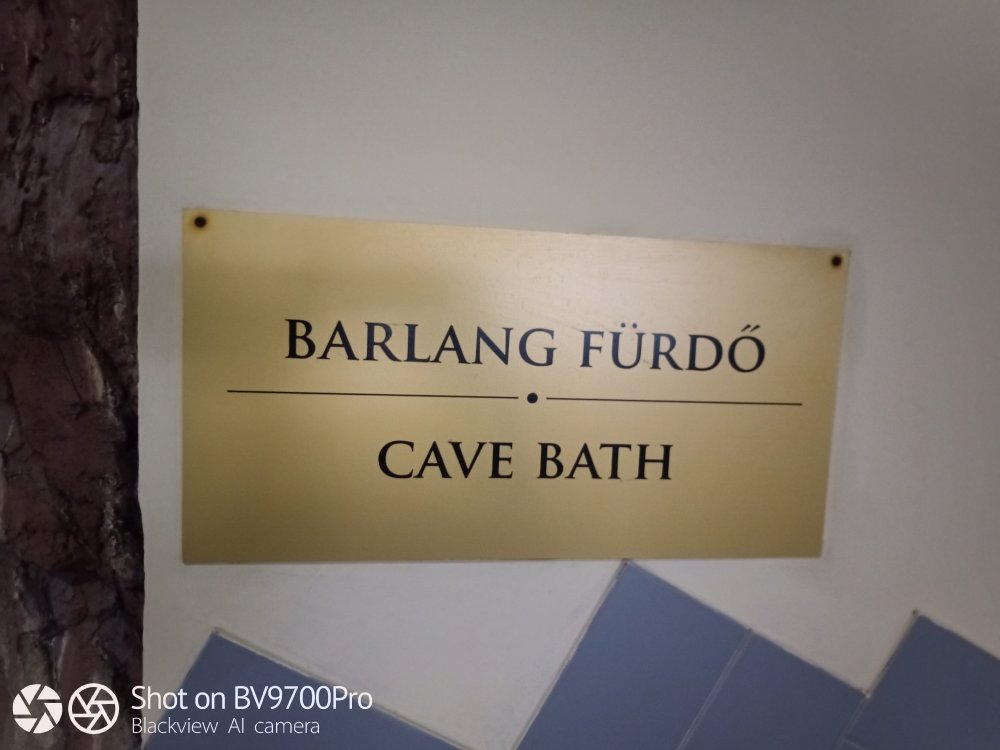 BARLANG FÜRDŐ
CAVE BATH
Shot on BV9700Pro
Blackview AI camera